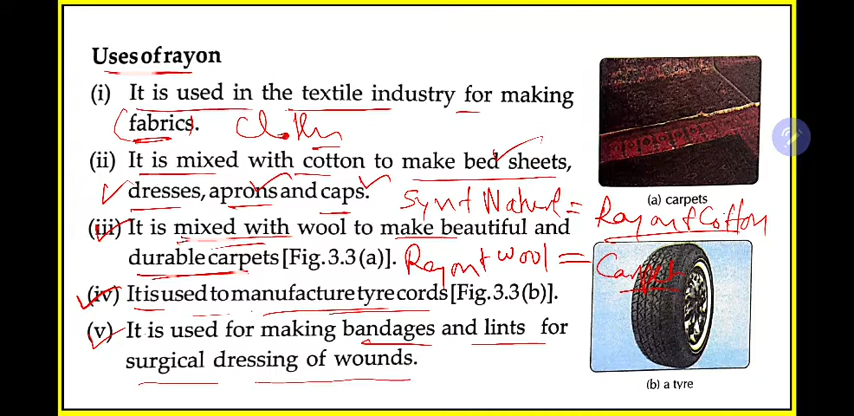 Uses of rayon
(i) It is used in the textile industry for making
fabrics.
(ii) It is mixed with cotton to make bed sheets,
dresses, aprons and caps.
(iii) It is mixed with wool to make beautiful and
durable carpets [Fig. 3.3 (a)].
(iv) It is used to manufacture tyre cords [Fig. 3.3 (b)].
(v) It is used for making bandages and lints for
surgical dressing of wounds.
(a) carpets
Rayon + Cotton
Rayon + wool =
(b) a tyre